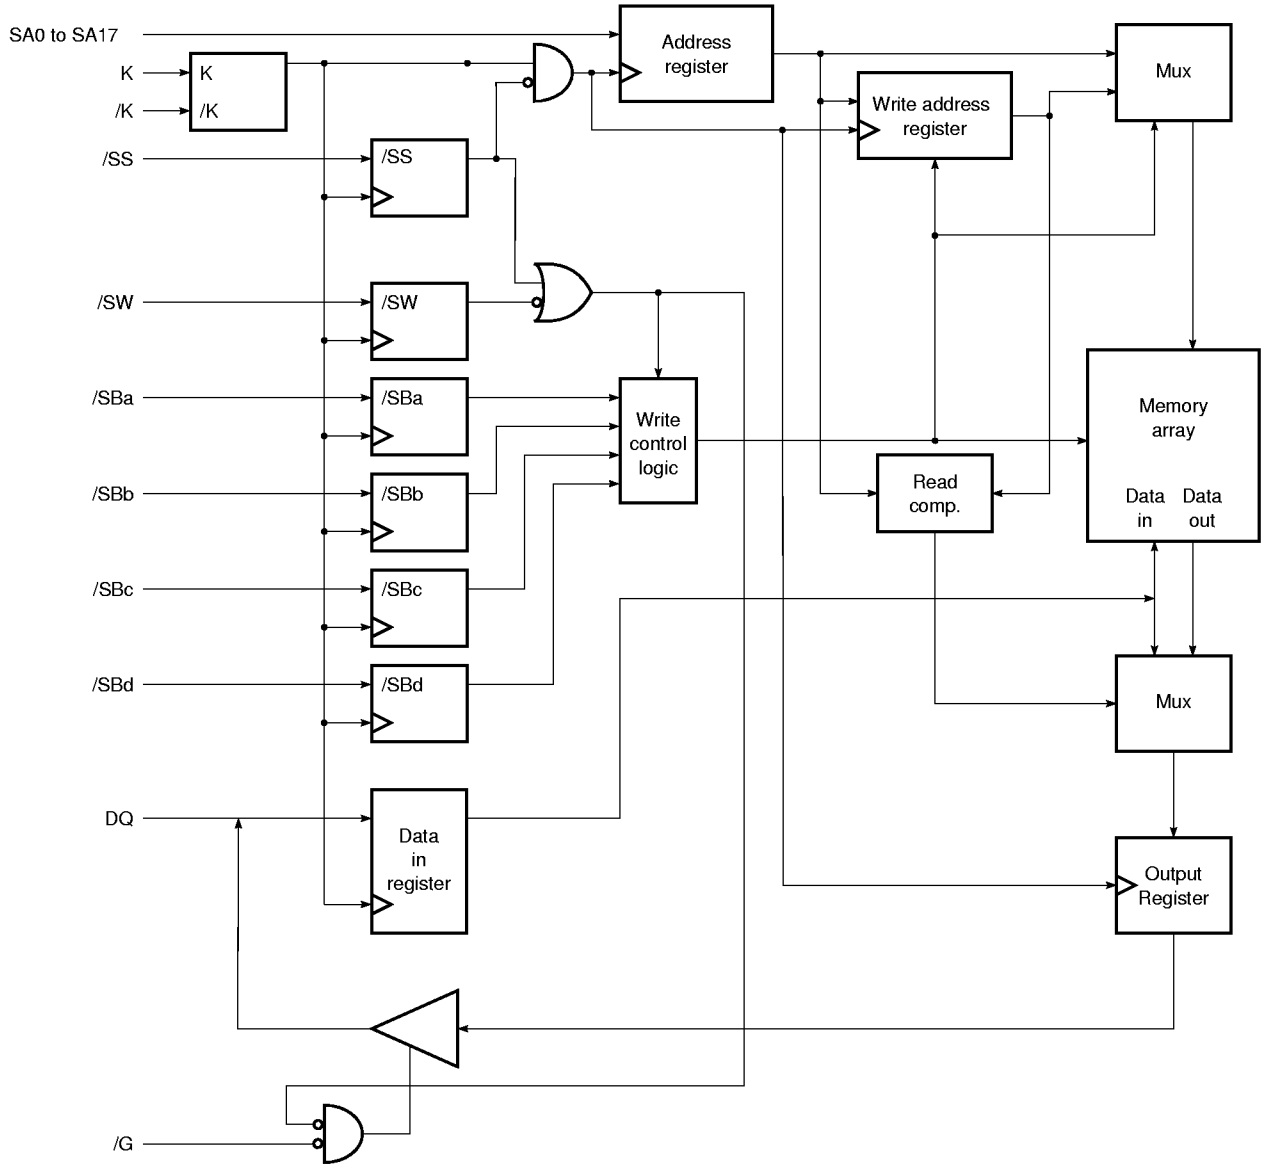 SA0 to SA17
Address
register
Mux
K
K
Write address
register
/K
/K
/SS
/SS
/SW
/SW
/SBa
/SBa
Write
control
logic
Memory
array
/SBb
/SBb
Read
comp.
Data
in
Data
out
/SBc
/SBc
/SBd
/SBd
Mux
DQ
Data
in
register
Output
Register
/G